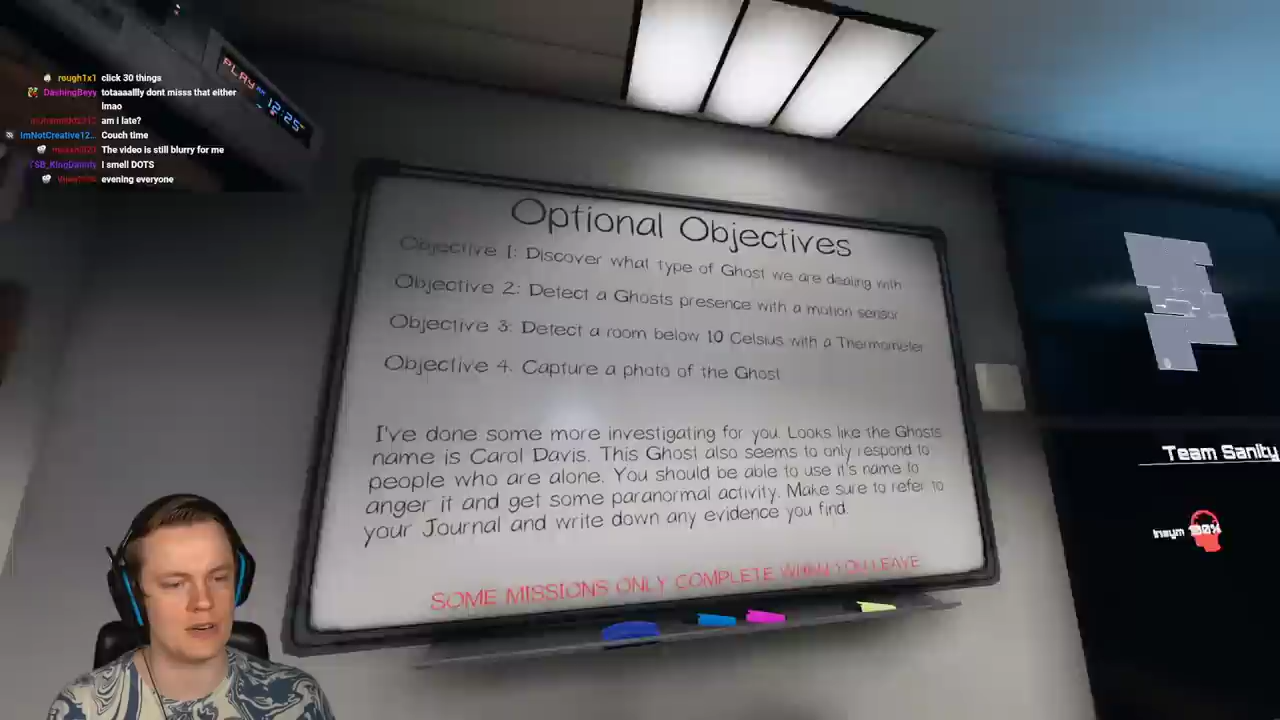 PLAY
AM
12:25
rough1x1 click 30 things
DashingBeyy totaaaallly dont misss that either
lmao
am I late?
ImNotCreative12... Couch time
The video is still blurry for me
I smell DOTS
evening everyone
Optional Objectives
Objective 1: Discover what type of Ghost we are dealing with
Objective 2: Detect a Ghosts presence with a motion sensor
Objective 3: Detect a room below 10 Celsius with a Thermometer
Objective 4: Capture a photo of the Ghost
I've done some more investigating for you. Looks like the Ghosts
name is Carol Davis. This Ghost also seems to only respond to
people who are alone. You should be able to use it's name to
anger it and get some paranormal activity. Make sure to refer to
your Journal and write down any evidence you find.
SOME MISSIONS ONLY COMPLETE WHEN YOU LEAVE
Team Sanity
Insym 100%